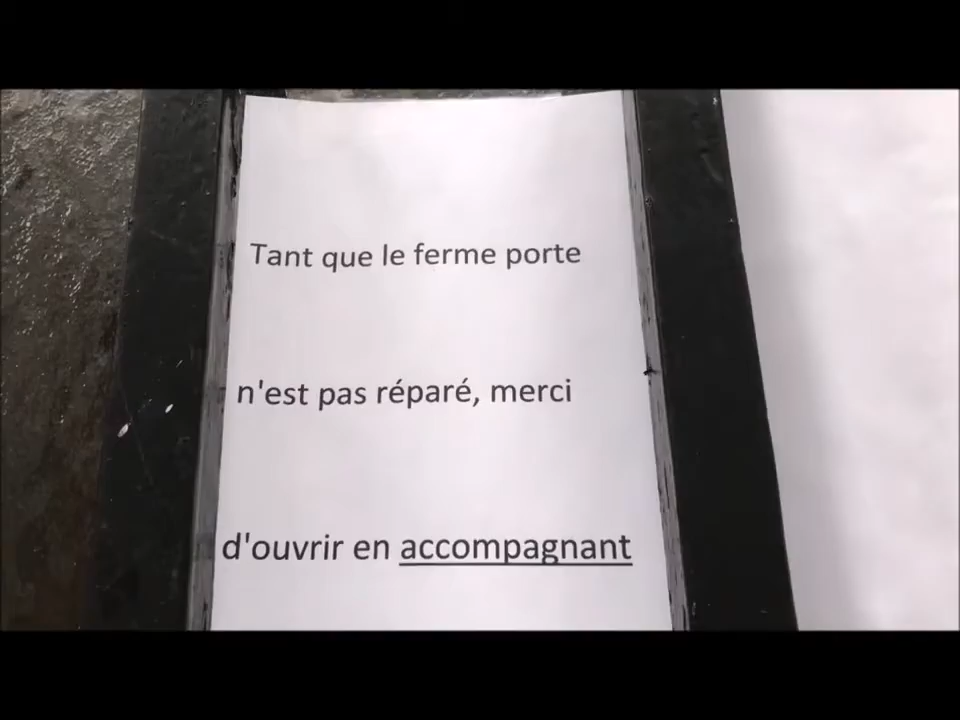 Tant que le ferme porte
n'est pas réparé, merci
d'ouvrir en accompagnant